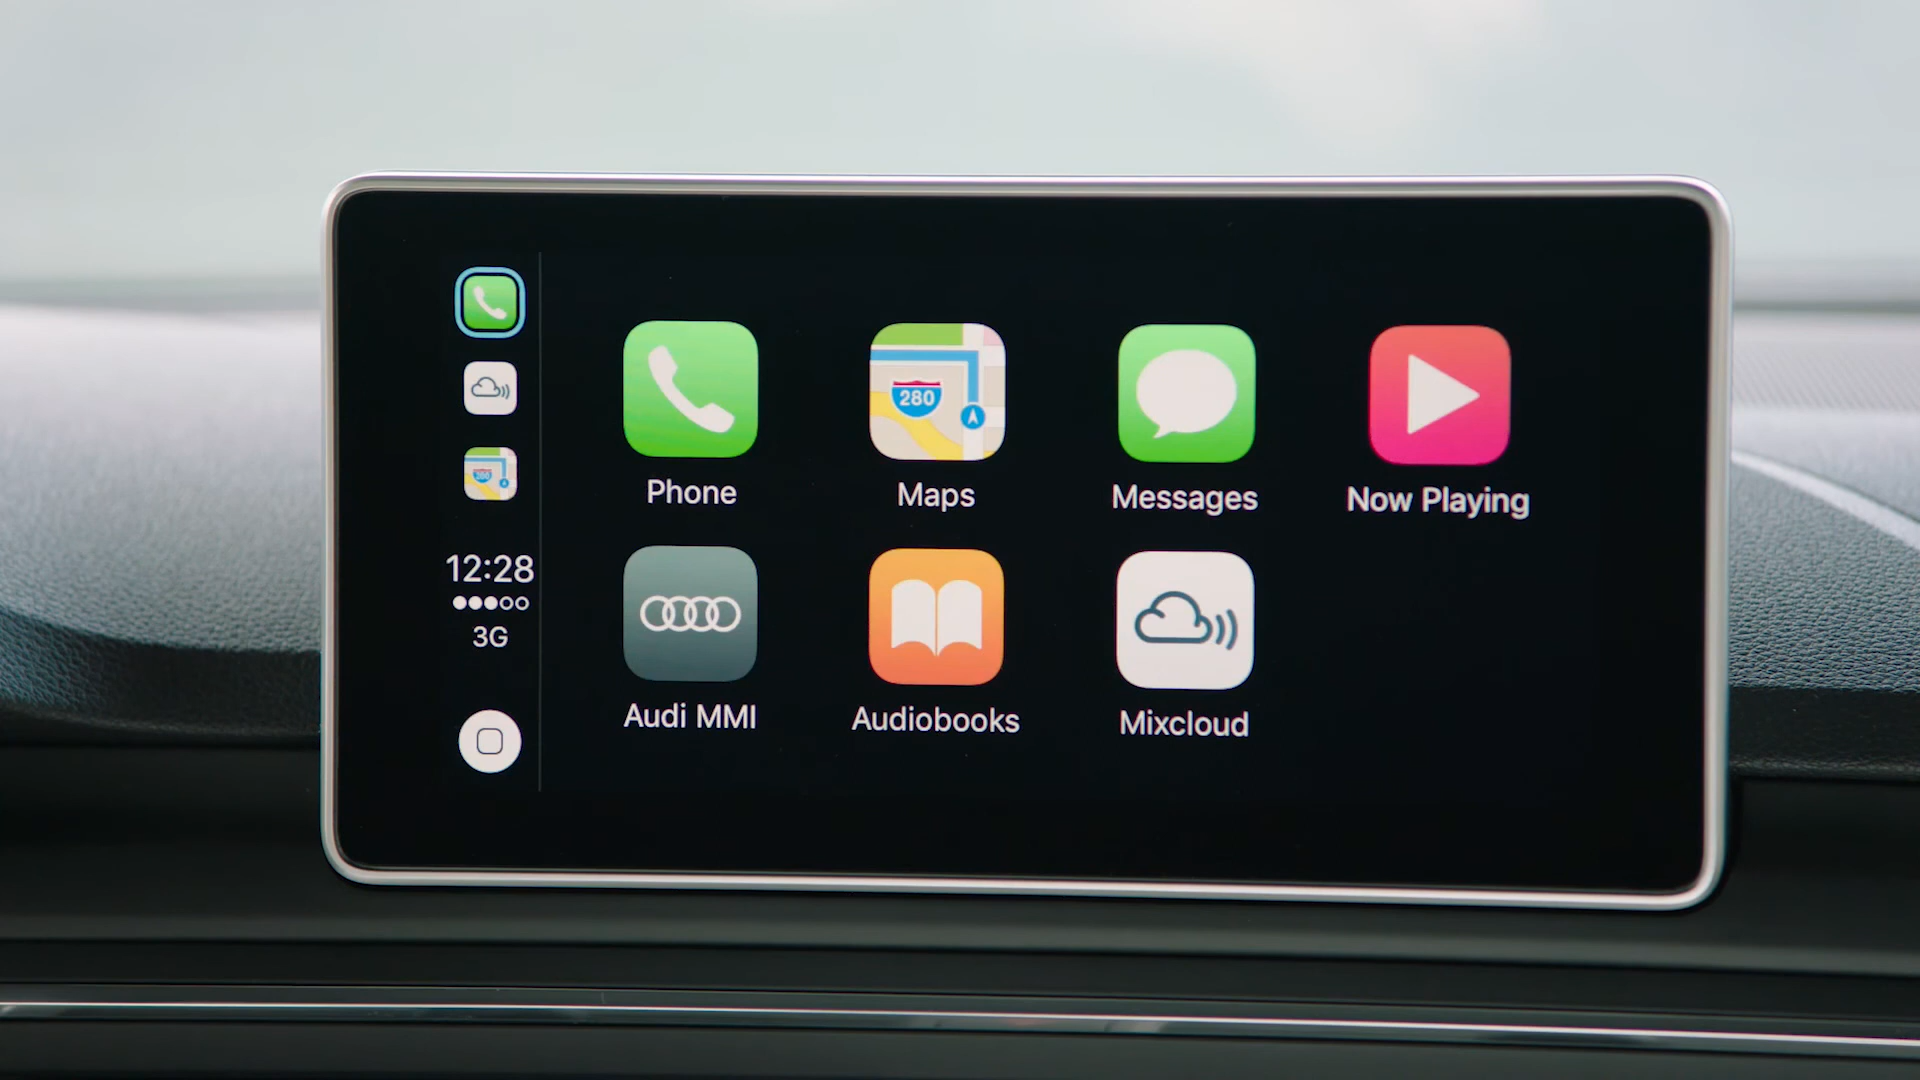 12:28
3G
Phone
280
Maps
Messages
Now Playing
Audi MMI
Audiobooks
Mixcloud